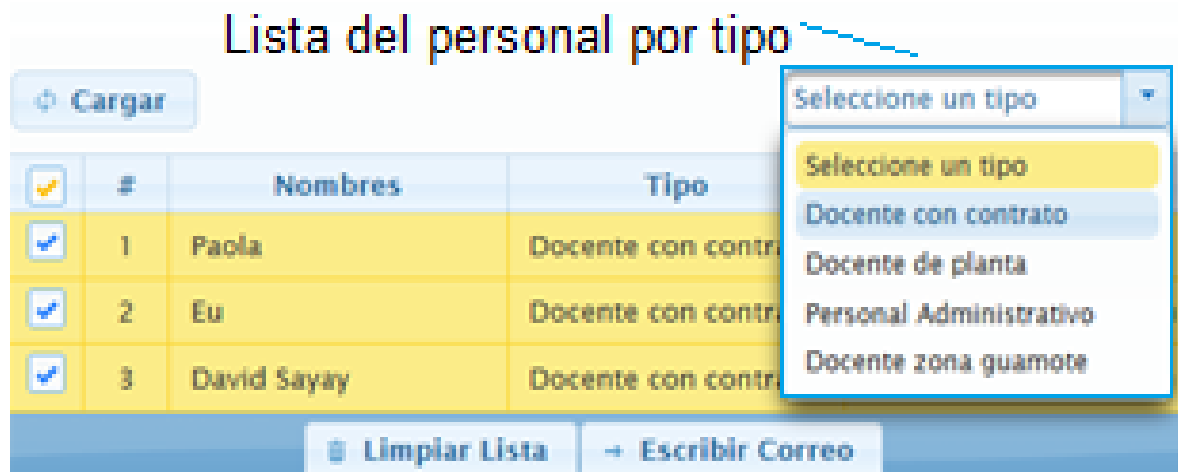 Lista del personal por tipo
Cargar
Seleccione un tipo
# Nombres Tipo
Seleccione un tipo
Docente con contrato
Docente de planta
Personal Administrativo
Docente zona guamote
1 Paola Docente con contra
2 Eu Docente con contra
3 David Sayay Docente con contra
Limpiar Lista
Escribir Correo